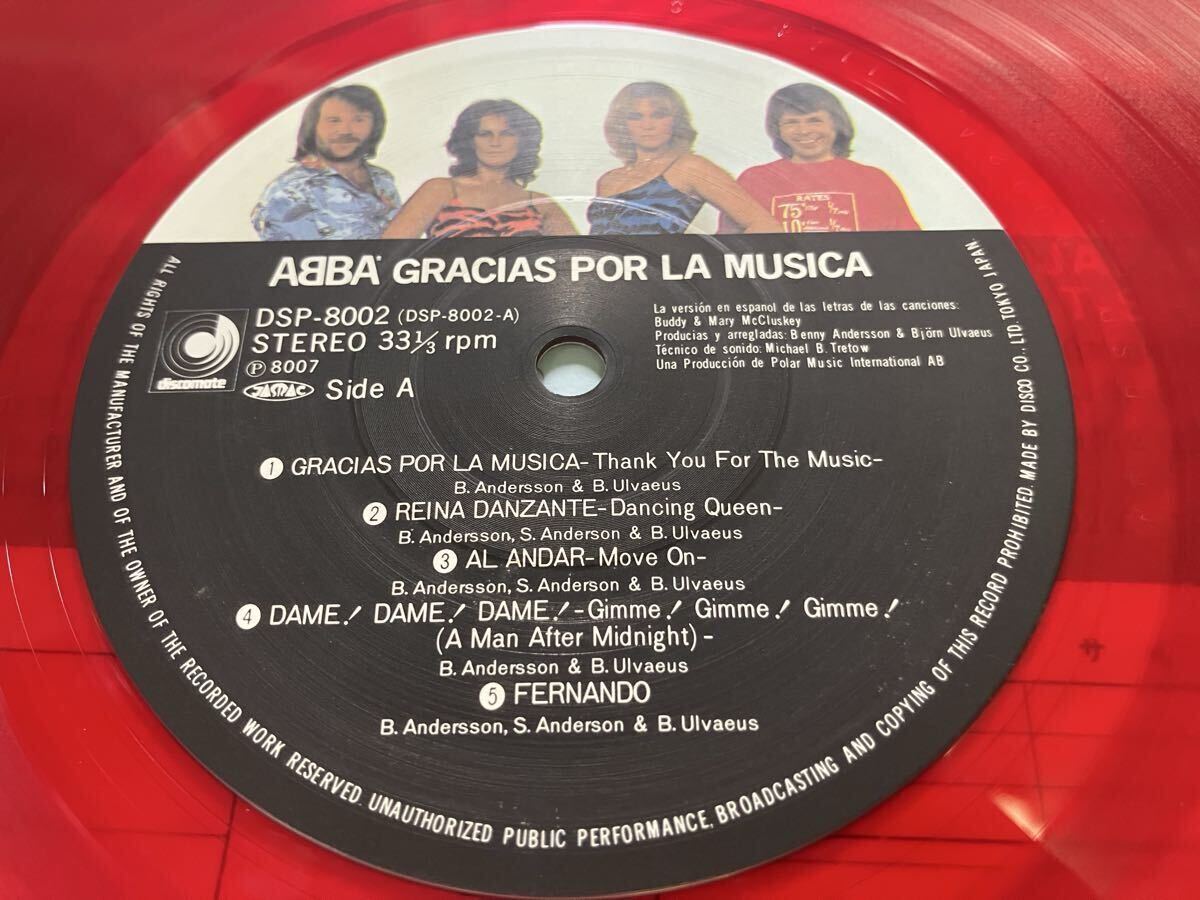 RATES
75¢
ABBA GRACIAS POR LA MUSICA
DSP-8002 (DSP-8002-A)
STEREO 33⅓ rpm
Ⓟ 8007
discomate
JASRAC Side A
La versión en espanol de las letras de las canciones:
Buddy & Mary McCluskey
Producias y arregladas: Benny Andersson & Björn Ulvaeus
Técnico de sonido: Michael B. Tretow
Una Producción de Polar Music International AB
1 GRACIAS POR LA MUSICA-Thank You For The Music-
B. Andersson & B. Ulvaeus
2 REINA DANZANTE-Dancing Queen-
B. Andersson, S. Anderson & B. Ulvaeus
3 AL ANDAR-Move On-
B. Andersson, S. Anderson & B. Ulvaeus
4 DAME! DAME! DAME!-Gimme! Gimme! Gimme!
(A Man After Midnight)-
B. Andersson & B. Ulvaeus
5 FERNANDO
B. Andersson, S. Anderson & B. Ulvaeus
ALL RIGHTS OF THE MANUFACTURER AND OF THE OWNER OF THE RECORDED WORK RESERVED. UNAUTHORIZED PUBLIC PERFORMANCE. BROADCASTING AND COPYING OF THIS RECORD PROHIBITED. MADE BY DISCO CO., LTD. TOKYO JAPAN.